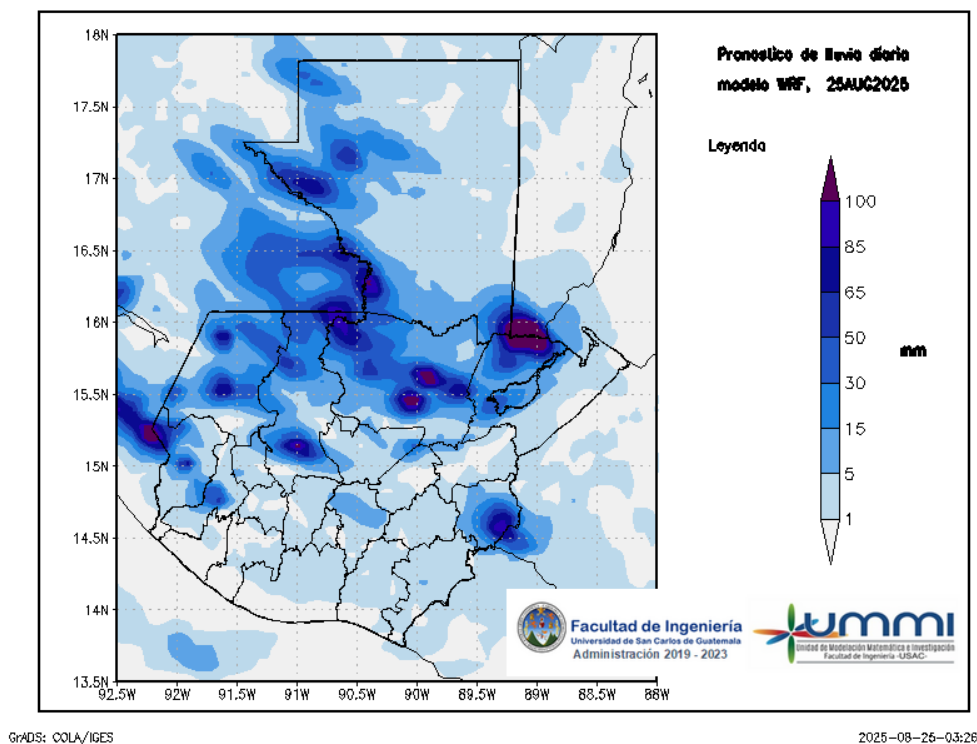 Pronostico de lluvia diaria
modelo WRF, 25AUG2025
Leyenda
100
85
65
50
30
15
5
1
mm
18N
17.5N
17N
16.5N
16N
15.5N
15N
14.5N
14N
13.5N
92.5W
92W
91.5W
91W
90.5W
90W
89.5W
89W
88.5W
88W
Facultad de Ingeniería
Universidad de San Carlos de Guatemala
Administración 2019 - 2023
UMMI
Unidad de Modelación Matemática e Investigación
Facultad de Ingeniería -USAC-
GrADS: COLA/IGES
2025-08-25-03:26